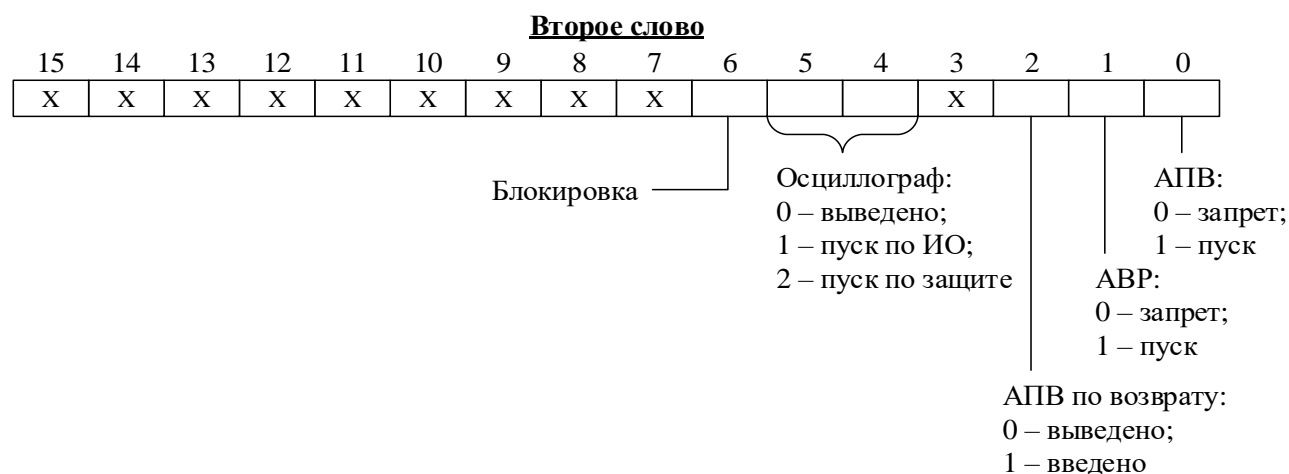 Второе слово
15 14 13 12 11 10 9 8 7 6 5 4 3 2 1 0
X X X X X X X X X X
Блокировка
Осциллограф:
0 – выведено;
1 – пуск по ИО;
2 – пуск по защите
АПВ:
0 – запрет;
1 – пуск
АВР:
0 – запрет;
1 – пуск
АПВ по возврату:
0 – выведено;
1 – введено